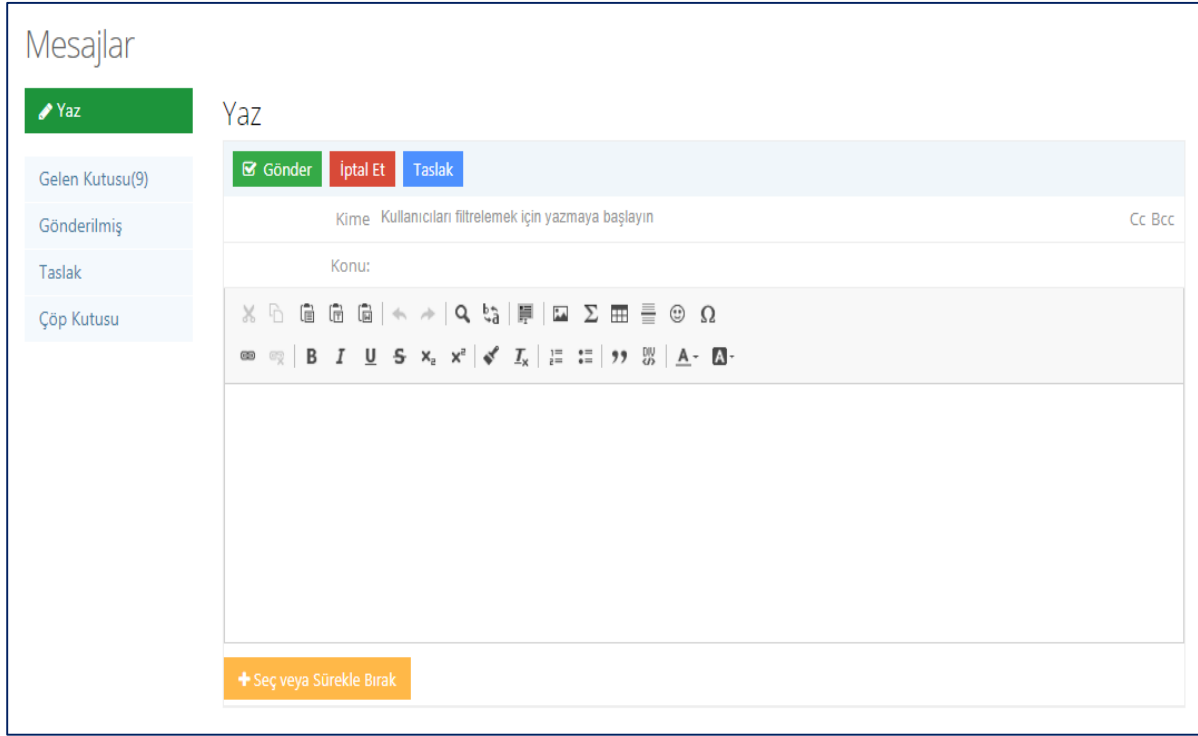 Mesajlar
Yaz
Gelen Kutusu(9)
Gönderilmiş
Taslak
Çöp Kutusu
Yaz
Gönder İptal Et Taslak
Kime Kullanıcıları filtrelemek için yazmaya başlayın Cc Bcc
Konu:
Seç veya Sürekle Bırak